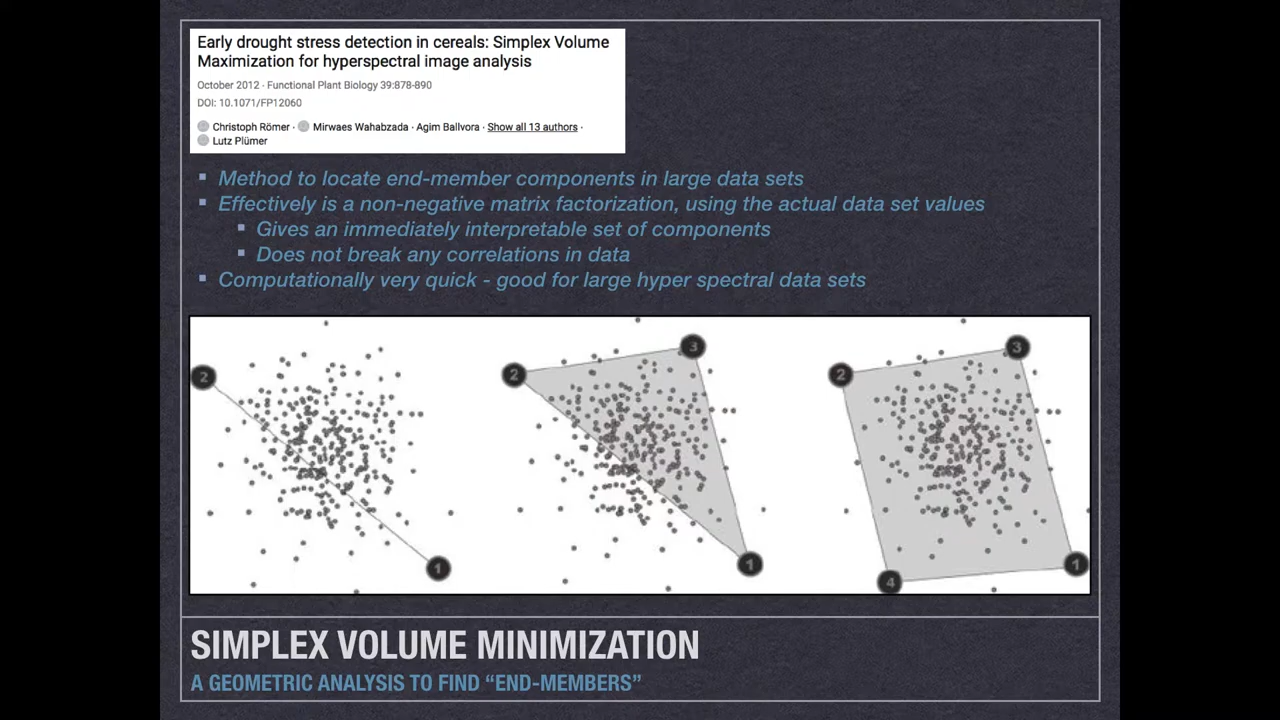 Early drought stress detection in cereals: Simplex Volume
Maximization for hyperspectral image analysis
October 2012 · Functional Plant Biology 39:878-890
DOI: 10.1071/FP12060
Christoph Römer · Mirwaes Wahabzada · Agim Ballvora · Show all 13 authors ·
Lutz Plümer
▪ Method to locate end-member components in large data sets
▪ Effectively is a non-negative matrix factorization, using the actual data set values
▪ Gives an immediately interpretable set of components
▪ Does not break any correlations in data
▪ Computationally very quick - good for large hyper spectral data sets
2 1
2 3 1
2 3 4 1
SIMPLEX VOLUME MINIMIZATION
A GEOMETRIC ANALYSIS TO FIND “END-MEMBERS”